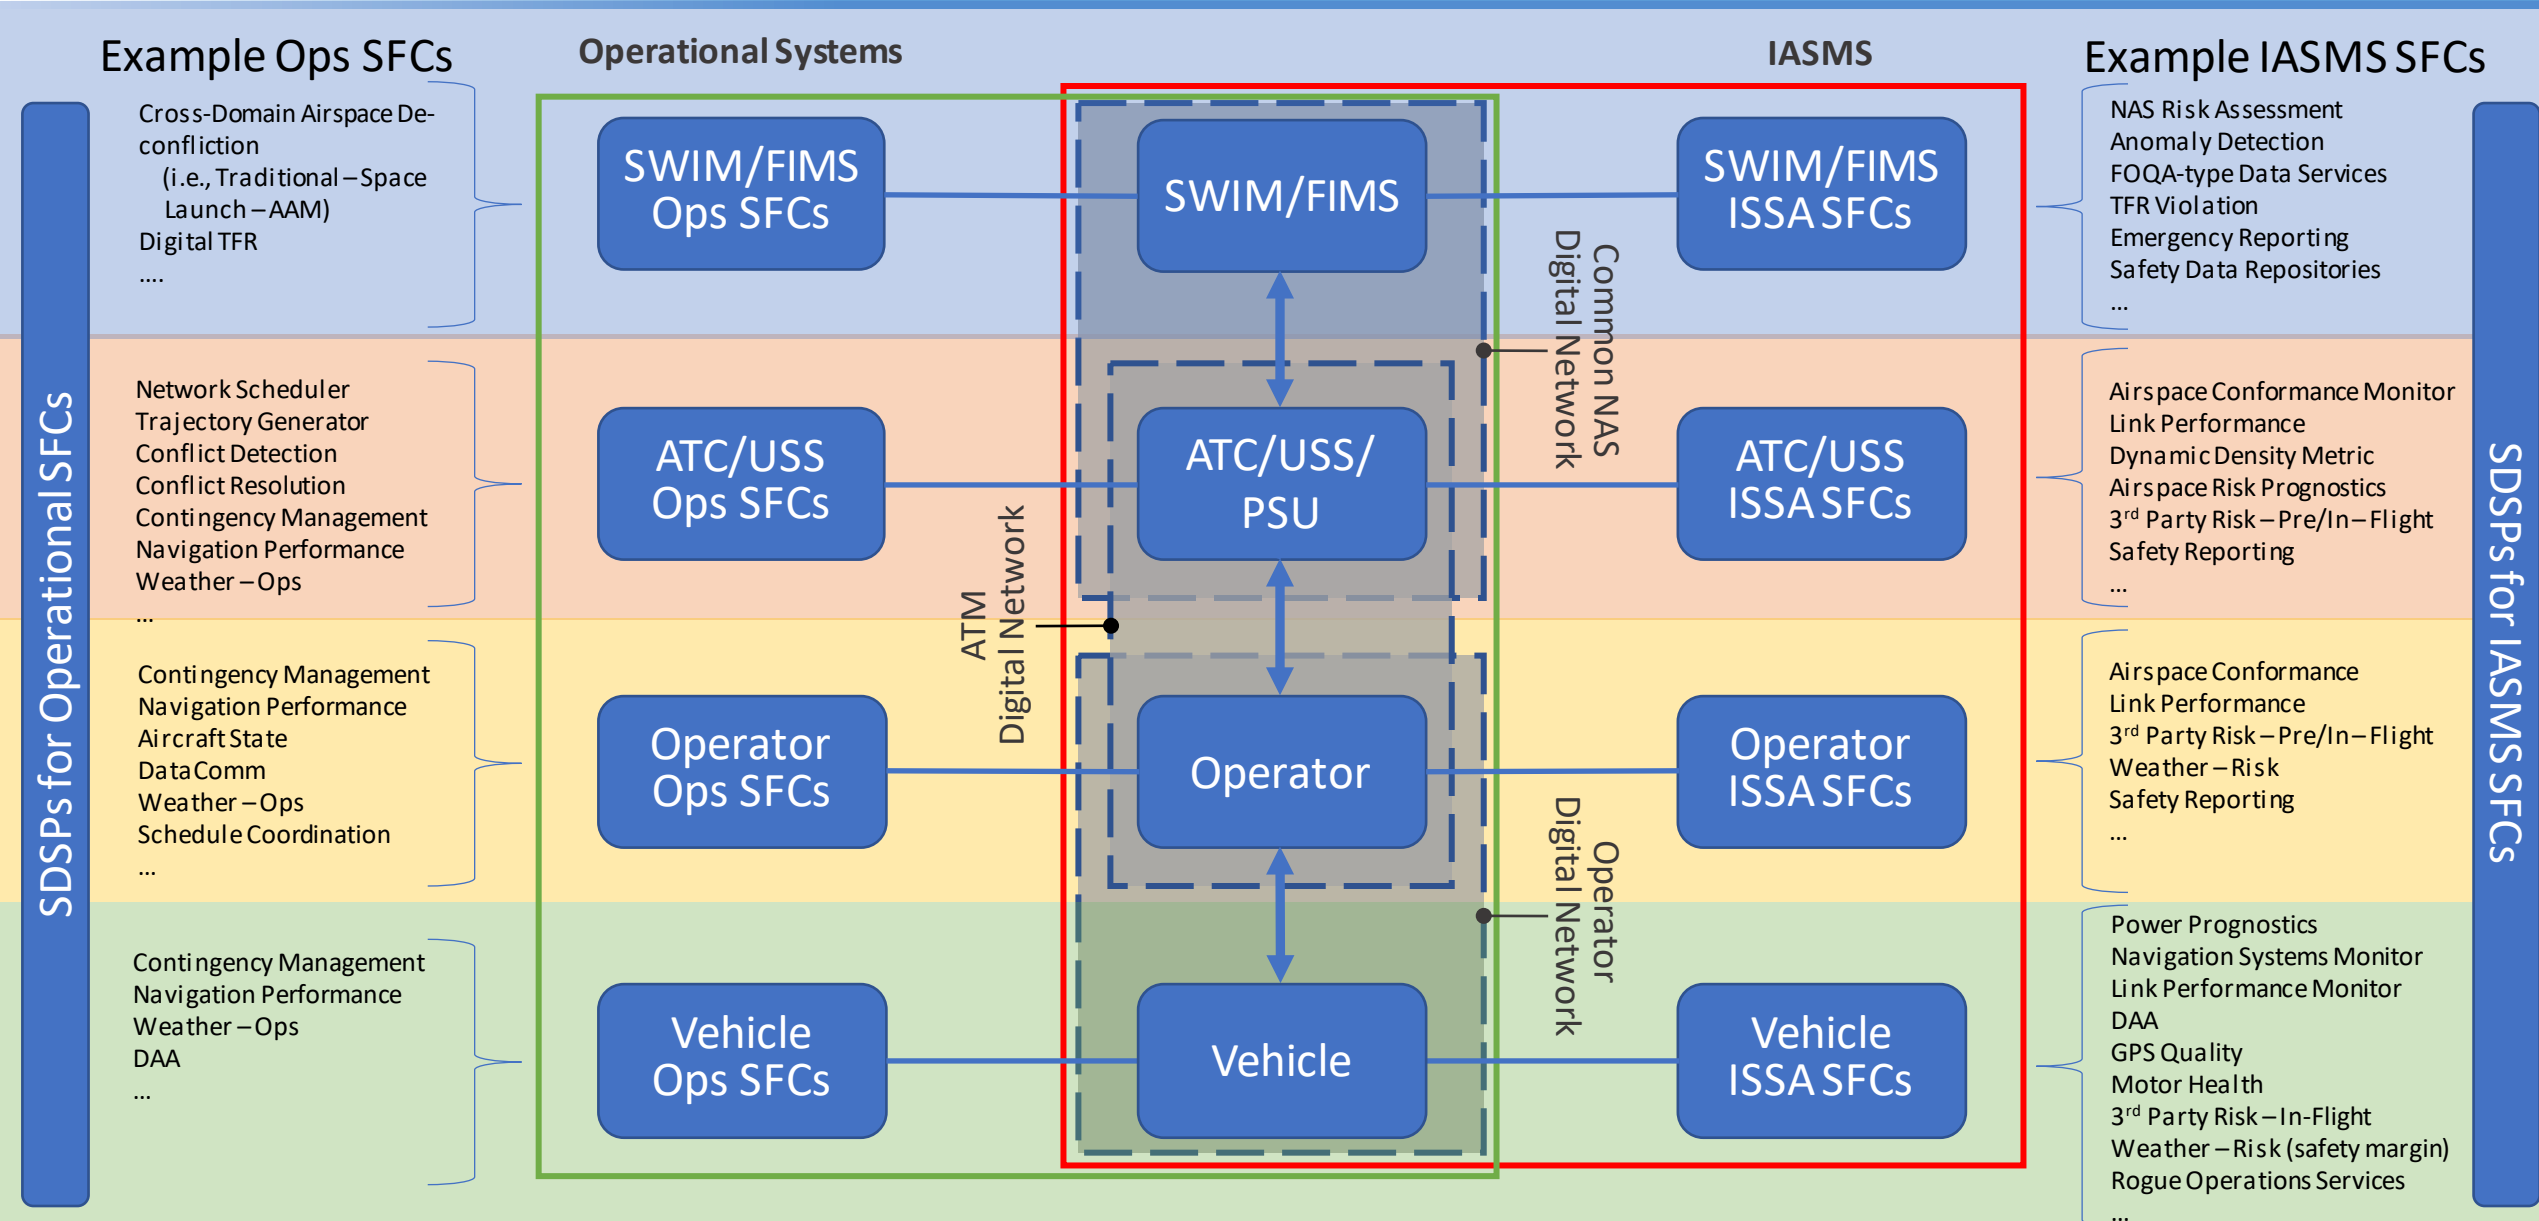 Example Ops SFCs
Operational Systems
IASMS
Example IASMS SFCs
SDSPs for Operational SFCs
Cross-Domain Airspace De-
confliction
(i.e., Traditional – Space
Launch – AAM)
Digital TFR
....
SWIM/FIMS
Ops SFCs
SWIM/FIMS
SWIM/FIMS
ISSA SFCs
NAS Risk Assessment
Anomaly Detection
FOQA-type Data Services
TFR Violation
Emergency Reporting
Safety Data Repositories
...
Common NAS
Digital Network
Network Scheduler
Trajectory Generator
Conflict Detection
Conflict Resolution
Contingency Management
Navigation Performance
Weather – Ops
...
ATC/USS
Ops SFCs
ATC/USS/
PSU
ATC/USS
ISSA SFCs
Airspace Conformance Monitor
Link Performance
Dynamic Density Metric
Airspace Risk Prognostics
3rd Party Risk – Pre/In – Flight
Safety Reporting
...
ATM
Digital Network
Contingency Management
Navigation Performance
Aircraft State
DataComm
Weather – Ops
Schedule Coordination
...
Operator
Ops SFCs
Operator
Operator
ISSA SFCs
Airspace Conformance
Link Performance
3rd Party Risk – Pre/In – Flight
Weather – Risk
Safety Reporting
...
Operator
Digital Network
Contingency Management
Navigation Performance
Weather – Ops
DAA
...
Vehicle
Ops SFCs
Vehicle
Vehicle
ISSA SFCs
Power Prognostics
Navigation Systems Monitor
Link Performance Monitor
DAA
GPS Quality
Motor Health
3rd Party Risk – In-Flight
Weather – Risk (safety margin)
Rogue Operations Services
...
SDSPs for IASMS SFCs